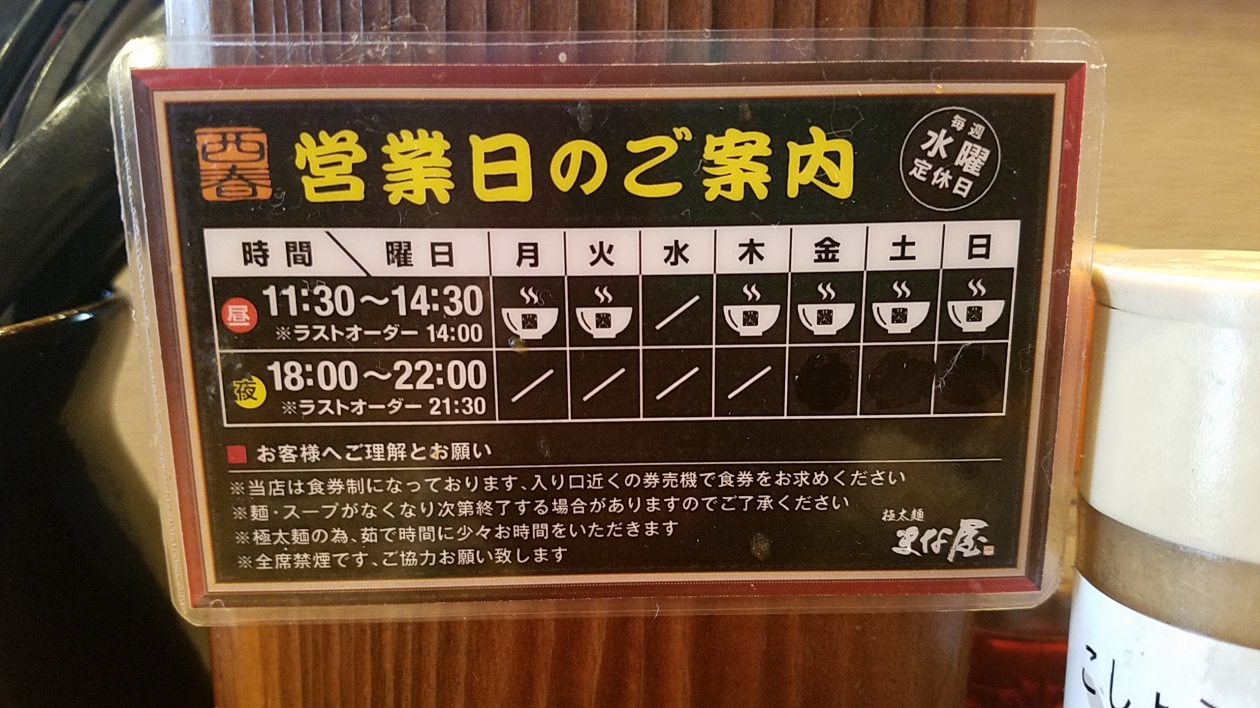 西春
営業日のご案内
毎週
水曜
定休日
時間 曜日 月 火 水 木 金 土 日
昼 11:30～14:30
※ラストオーダー 14:00
夜 18:00～22:00
※ラストオーダー 21:30
お客様へご理解とお願い
※当店は食券制になっております、入り口近くの券売機で食券をお求めください
※麺・スープがなくなり次第終了する場合がありますのでご了承ください
※極太麺の為、茹で時間に少々お時間をいただきます
※全席禁煙です、ご協力お願い致します
極太麺
まな屋
こしょう